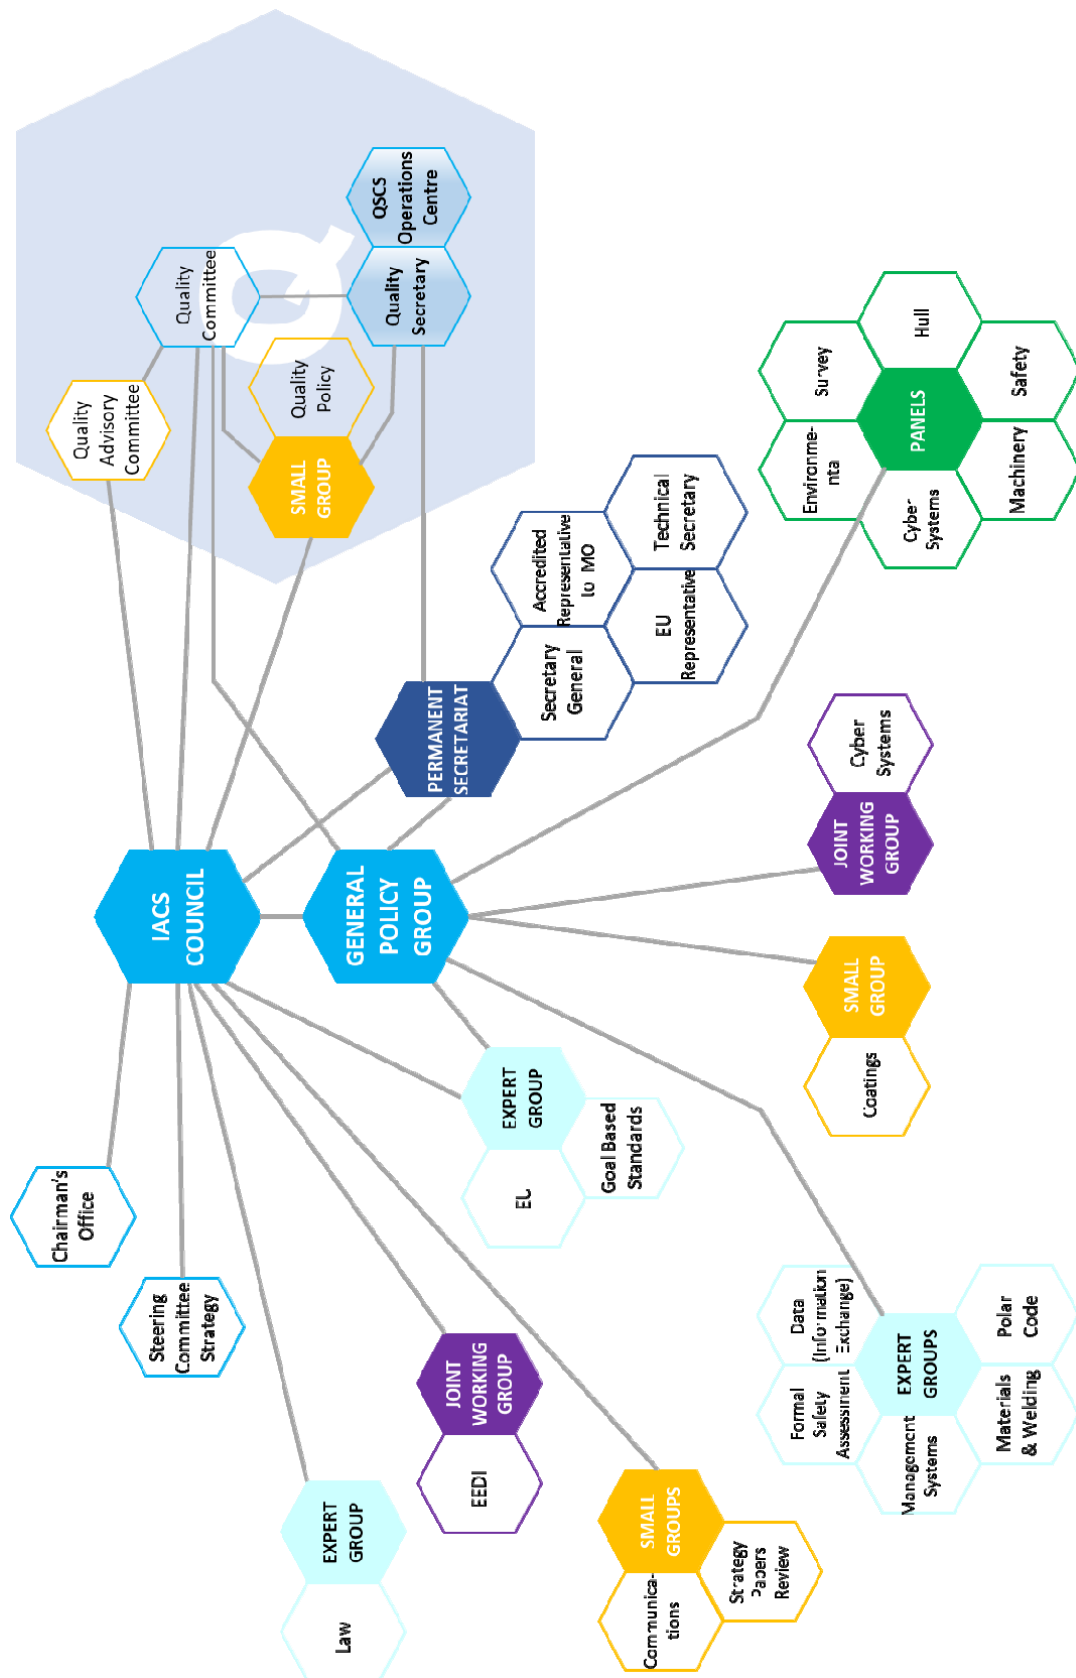 Chairman's
Office
Steering
Committee
Strategy
IACS
COUNCIL
GENERAL
POLICY
GROUP
Quality
Advisory
Committee
Quality
Committee
Q
SMALL
GROUP
Quality
Policy
Quality
Secretary
QSCS
Operations
Centre
EXPERT
GROUP
Law
JOINT
WORKING
GROUP
EEDI
SMALL
GROUPS
Communica-
tions
Strategy
Papers
Review
EXPERT
GROUP
EU
Goal Based
Standards
PERMANENT
SECRETARIAT
Secretary
General
Accredited
Representative
to MO
EU
Representative
Technical
Secretary
EXPERT
GROUPS
Formal
Safety
Assessment
Data
(Information
Exchange)
Management
Systems
Materials
& Welding
Polar
Code
SMALL
GROUP
Coatings
JOINT
WORKING
GROUP
Cyber
Systems
PANELS
Environme-
nta
Survey
Cyber
Systems
Hull
Machinery
Safety